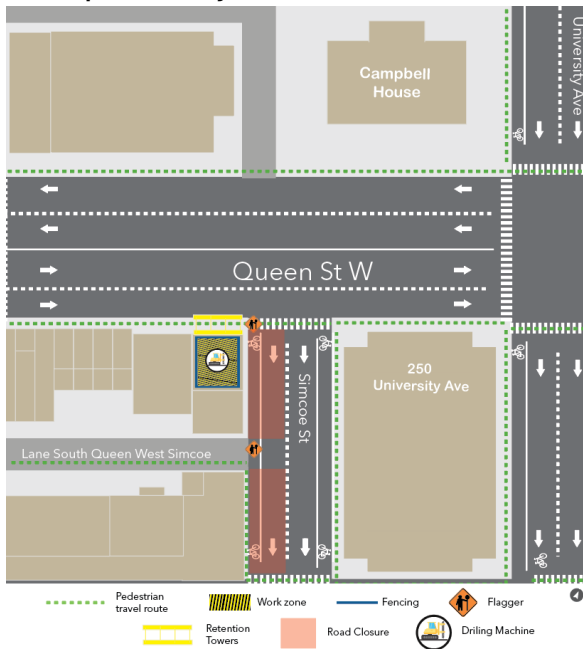 Campbell
House
University Ave
Queen St W
250
University Ave
Simcoe St
Lane South Queen West Simcoe
Pedestrian
travel route
Work zone
Fencing
Flagger
Retention
Towers
Road Closure
Driling Machine